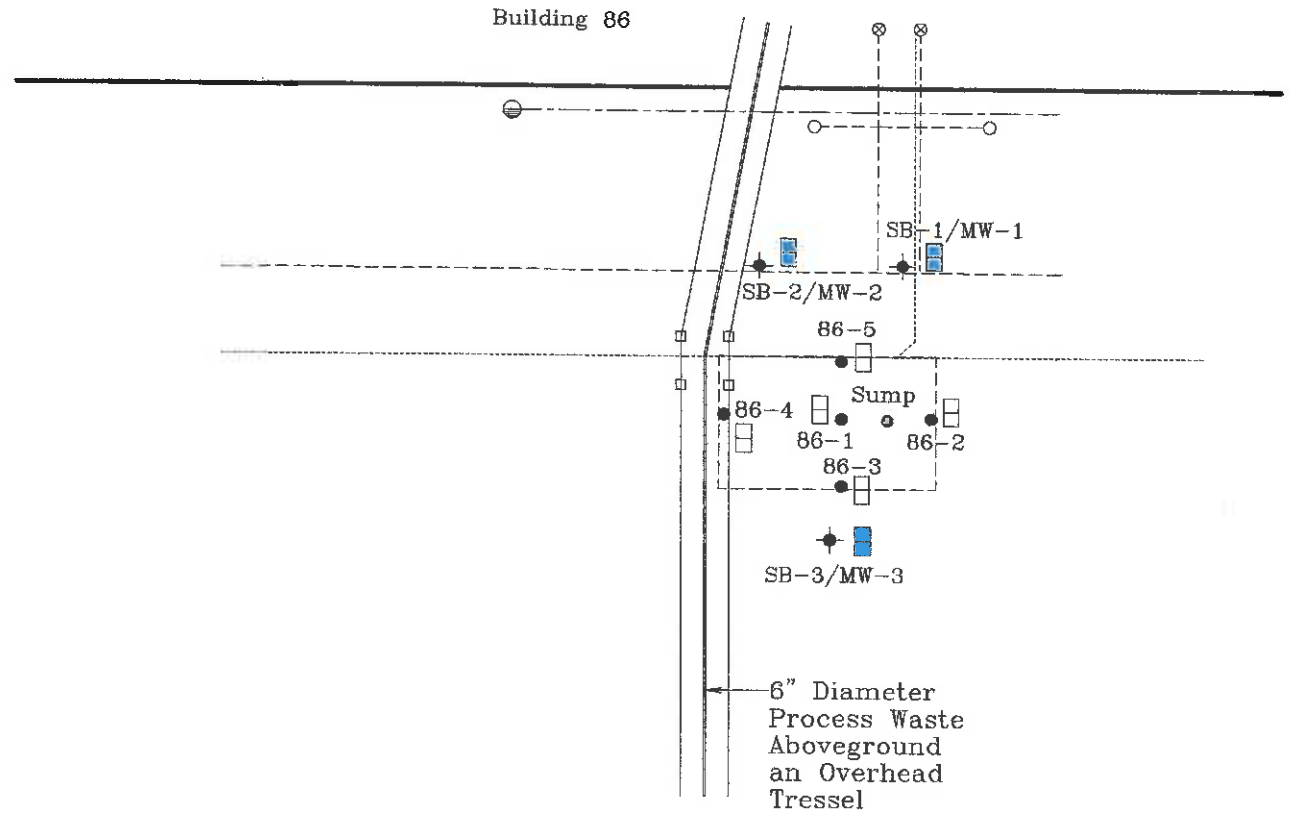 Building 86
SB-1/MW-1
SB-2/MW-2
86-5
Sump
86-4
86-1
86-2
86-3
SB-3/MW-3
6" Diameter
Process Waste
Aboveground
an Overhead
Tressel